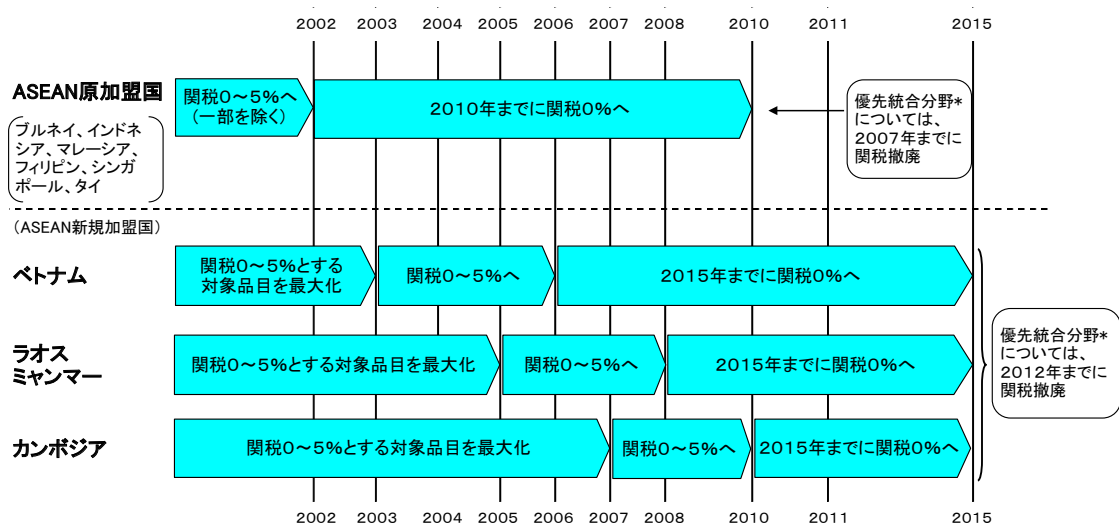 2002 2003 2004 2005 2006 2007 2008 2010 2011 2015
ASEAN原加盟国
ブルネイ、インドネ
シア、マレーシア、
フィリピン、シンガ
ポール、タイ
関税0～5%へ
(一部を除く)
2010年までに関税0%へ
優先統合分野*
については、
2007年までに
関税撤廃
(ASEAN新規加盟国)
ベトナム
関税0～5%とする
対象品目を最大化
関税0～5%へ
2015年までに関税0%へ
ラオス
ミャンマー
関税0～5%とする対象品目を最大化
関税0～5%へ
2015年までに関税0%へ
優先統合分野*
については、
2012年までに
関税撤廃
カンボジア
関税0～5%とする対象品目を最大化
関税0～5%へ
2015年までに関税0%へ
2002 2003 2004 2005 2006 2007 2008 2010 2011 2015